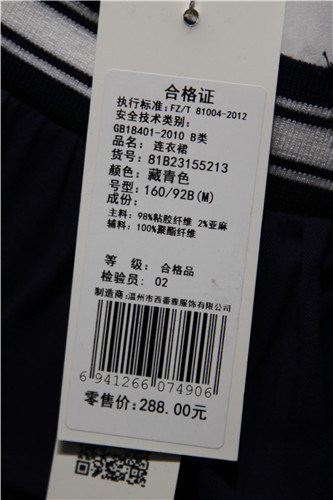 合格证
执行标准: FZ/T 81004-2012
安全技术类别:
GB18401-2010 B类
品名: 连衣裙
货号: 81B23155213
颜色: 藏青色
号型: 160/92B(M)
成份:
主料: 98%粘胶纤维 2%亚麻
辅料: 100%聚酯纤维
等 级: 合格品
检验员: 02
制造商: 温州市西番雅服饰有限公司
6 941266 074906
零售价: 288.00元